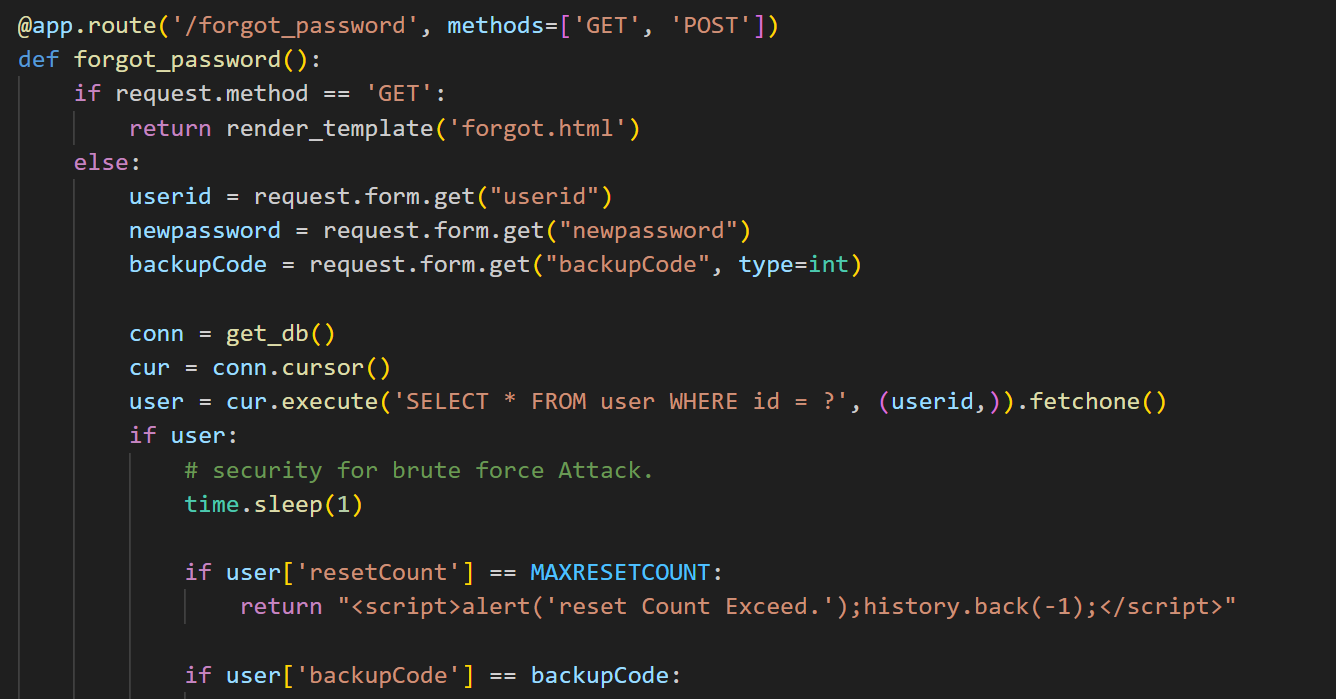 @app.route('/forgot_password', methods=['GET', 'POST'])
def forgot_password():
    if request.method == 'GET':
        return render_template('forgot.html')
    else:
        userid = request.form.get("userid")
        newpassword = request.form.get("newpassword")
        backupCode = request.form.get("backupCode", type=int)

        conn = get_db()
        cur = conn.cursor()
        user = cur.execute('SELECT * FROM user WHERE id = ?', (userid,)).fetchone()
        if user:
            # security for brute force Attack.
            time.sleep(1)

            if user['resetCount'] == MAXRESETCOUNT:
                return "<script>alert('reset Count Exceed.');history.back(-1);</script>"

            if user['backupCode'] == backupCode: